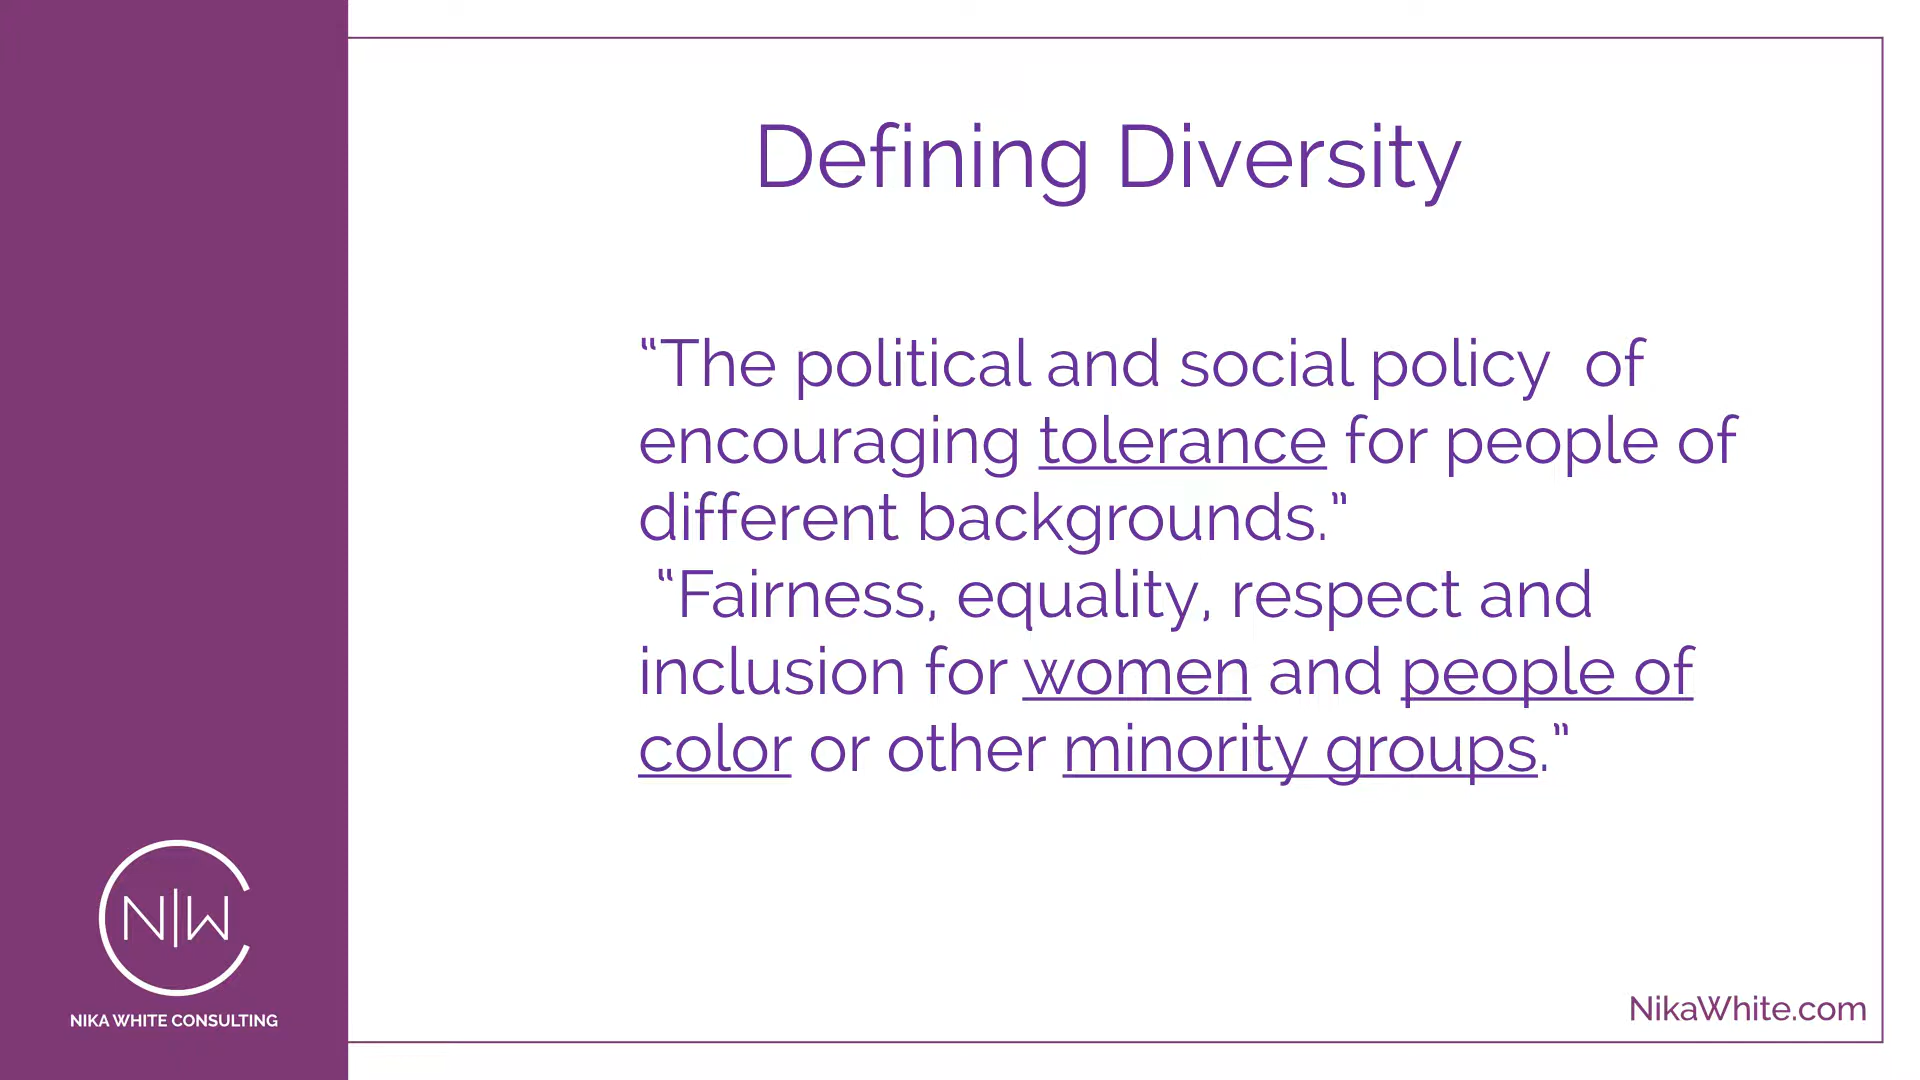 Defining Diversity
“The political and social policy  of
encouraging tolerance for people of
different backgrounds.”
“Fairness, equality, respect and
inclusion for women and people of
color or other minority groups.”
N|W
NIKA WHITE CONSULTING
NikaWhite.com